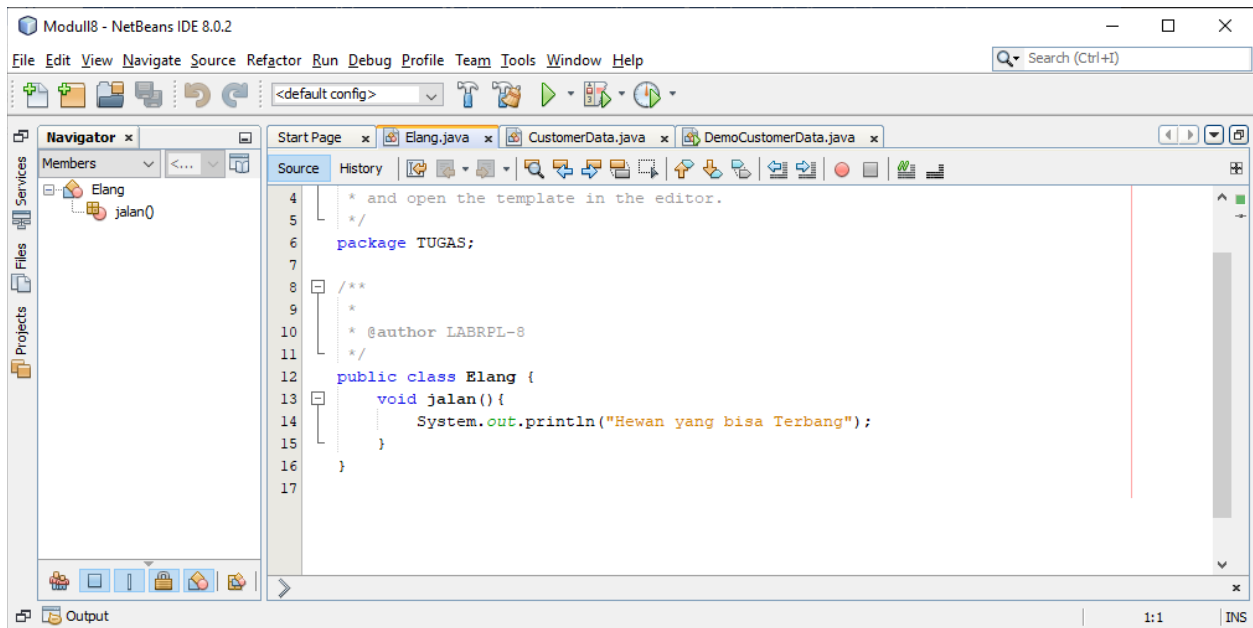 Modull8 - NetBeans IDE 8.0.2
File Edit View Navigate Source Refactor Run Debug Profile Team Tools Window Help
Search (Ctrl+I)
<default config>
Navigator
Start Page
Elang.java
CustomerData.java
DemoCustomerData.java
Members
<...
Source History
Services
Files
Projects
Elang
jalan()
4 * and open the template in the editor.
5 */
6 package TUGAS;
7
8 /**
9 *
10 * @author LABRPL-8
11 */
12 public class Elang {
13 void jalan(){
14 System.out.println("Hewan yang bisa Terbang");
15 }
16 }
17
Output
1:1 INS